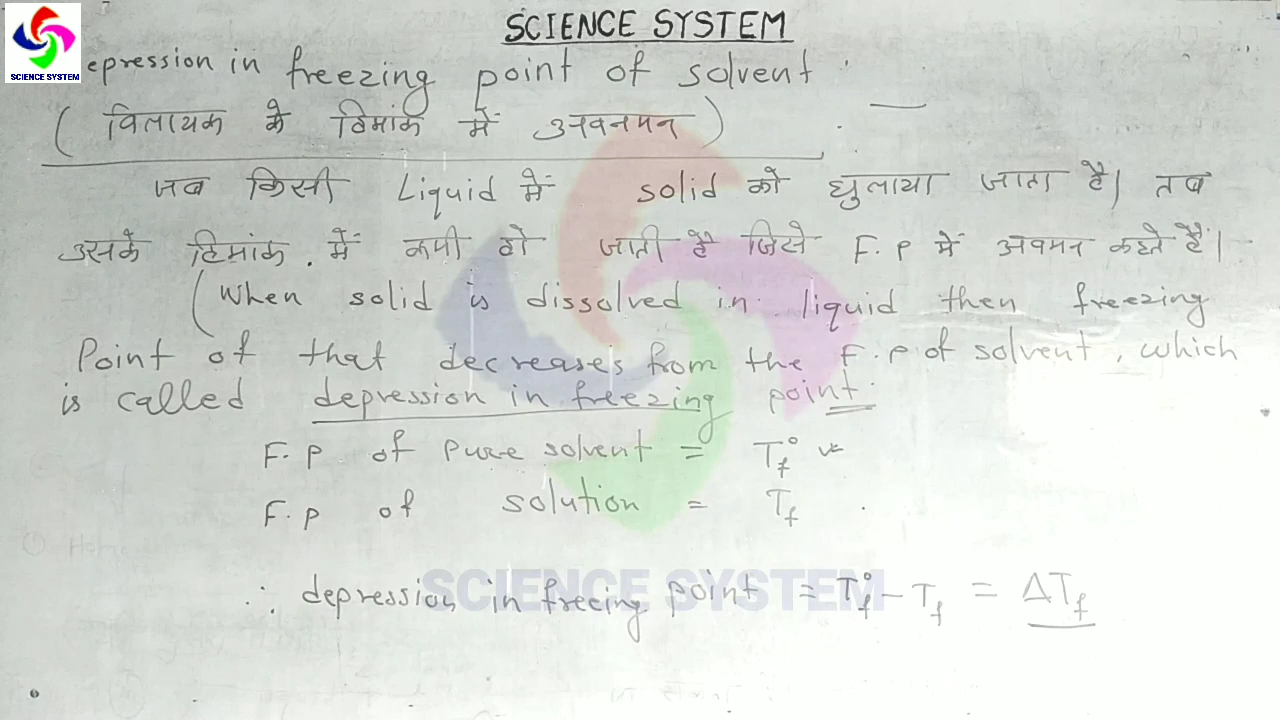 SCIENCE SYSTEM
SCIENCE SYSTEM
epression in freezing point of solvent
( विलायक के हिमांक में अवनमन )
जब किसी Liquid में solid को घुलाया जाता है। तब
उसके हिमांक . में कमी हो जाती है जिसे F.P में अवमन कहते हैं।
(When solid is dissolved in liquid then freezing
Point of that decreases from the F.P of solvent, which
is called depression in freezing point.
F.P of pure solvent = T°f
F.P of solution = Tf
∴ depression in freeing point = T°f - Tf = ΔTf
SCIENCE SYSTEM